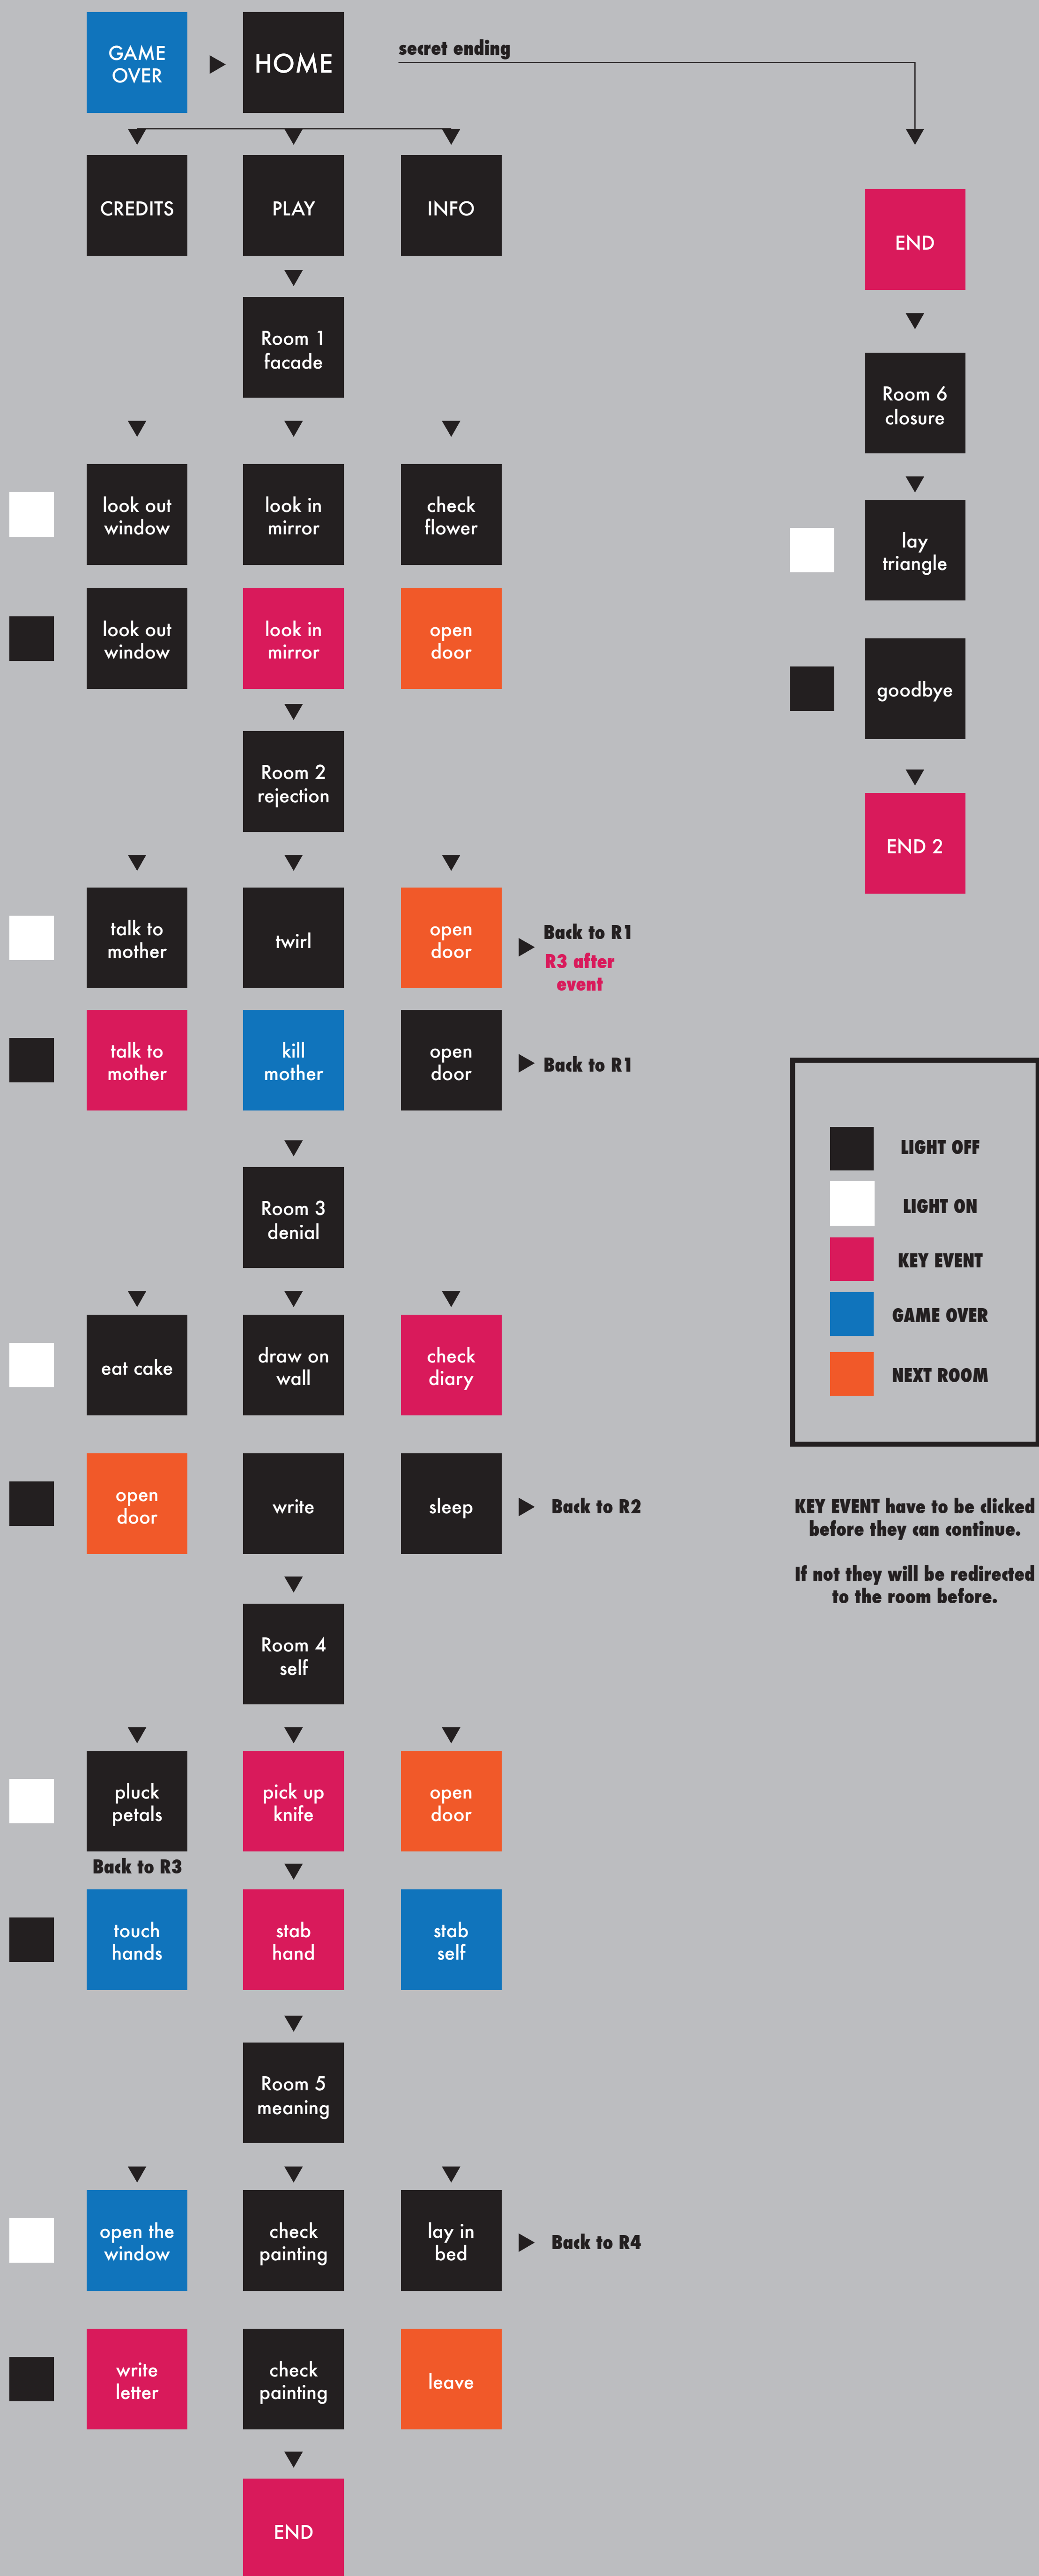 GAME
OVER
HOME
secret ending
CREDITS
PLAY
INFO
END
Room 1
facade
Room 6
closure
look out
window
look in
mirror
check
flower
lay
triangle
look out
window
look in
mirror
open
door
goodbye
Room 2
rejection
END 2
talk to
mother
twirl
open
door
Back to R1
R3 after
event
talk to
mother
kill
mother
open
door
Back to R1
LIGHT OFF
LIGHT ON
KEY EVENT
GAME OVER
NEXT ROOM
Room 3
denial
eat cake
draw on
wall
check
diary
open
door
write
sleep
Back to R2
KEY EVENT have to be clicked
before they can continue.
If not they will be redirected
to the room before.
Room 4
self
pluck
petals
pick up
knife
open
door
Back to R3
touch
hands
stab
hand
stab
self
Room 5
meaning
open the
window
check
painting
lay in
bed
Back to R4
write
letter
check
painting
leave
END